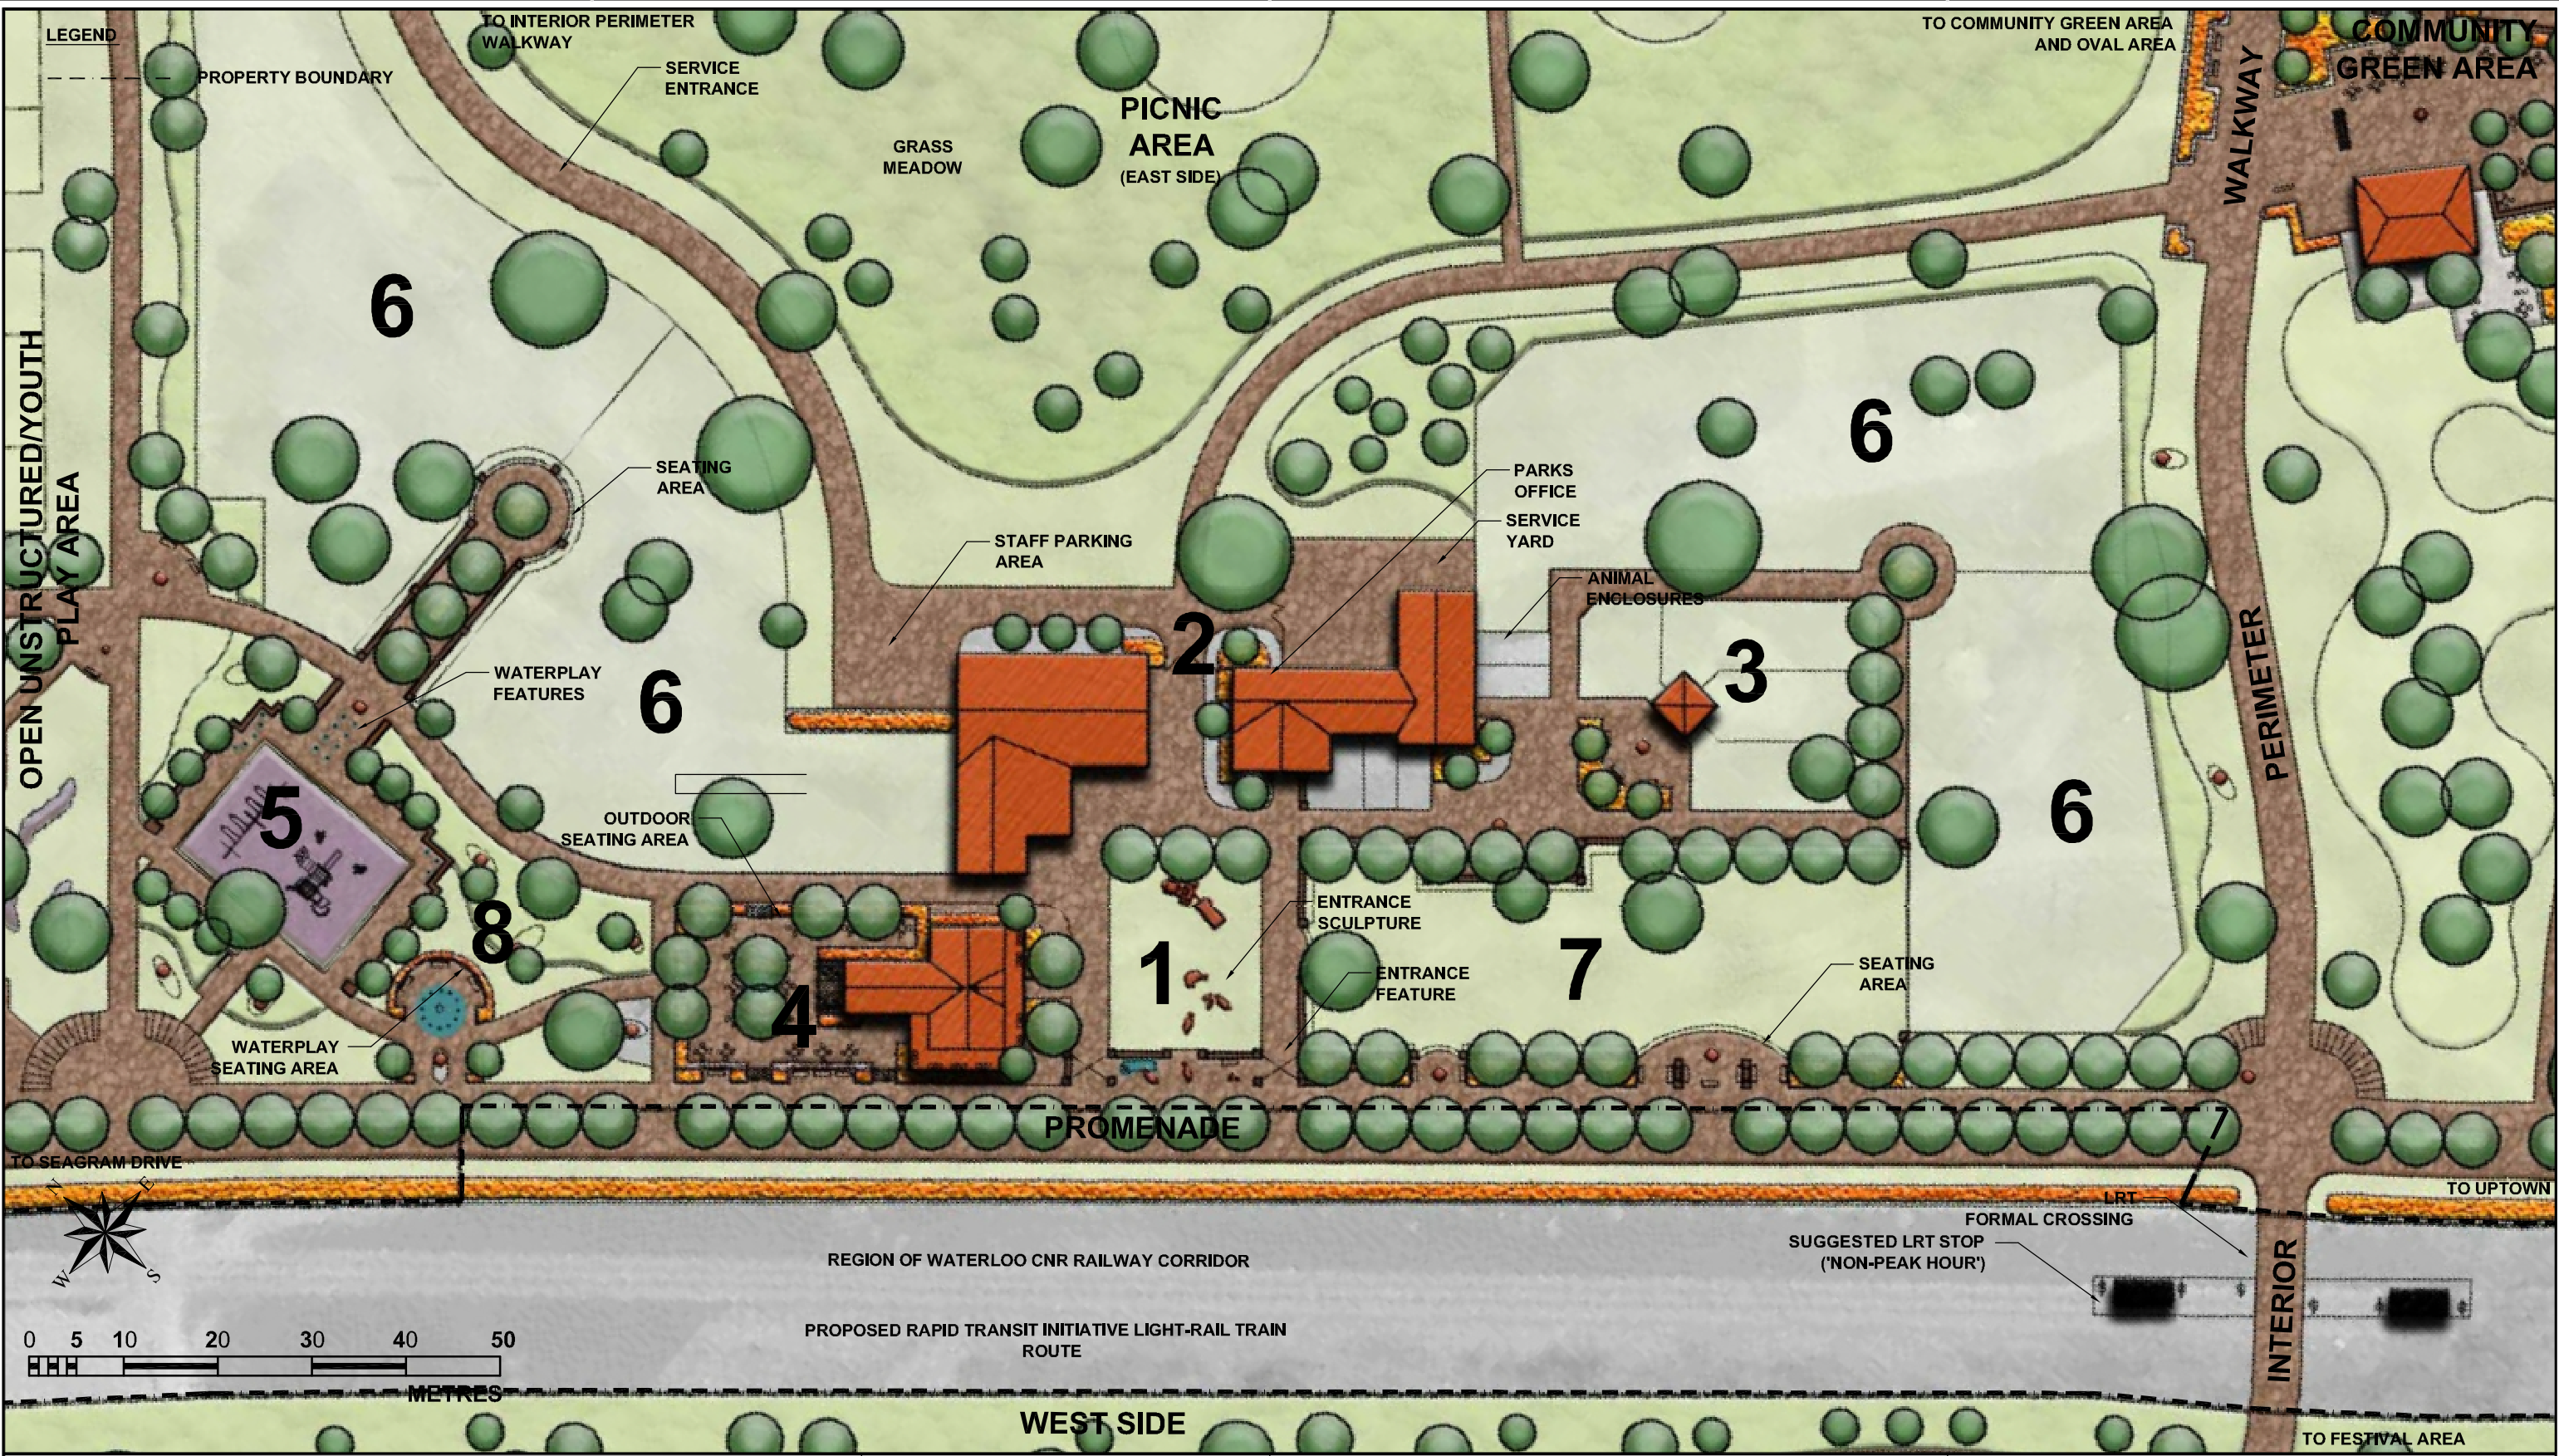 LEGEND
PROPERTY BOUNDARY
TO INTERIOR PERIMETER
WALKWAY
SERVICE
ENTRANCE
PICNIC
AREA
(EAST SIDE)
GRASS
MEADOW
TO COMMUNITY GREEN AREA
AND OVAL AREA
WALKWAY
COMMUNITY
GREEN AREA
6
6
OPEN UNSTRUCTURED/YOUTH
PLAY AREA
SEATING
AREA
PARKS
OFFICE
SERVICE
YARD
STAFF PARKING
AREA
ANIMAL
ENCLOSURES
2
3
6
WATERPLAY
FEATURES
PERIMETER
5
6
OUTDOOR
SEATING AREA
8
ENTRANCE
SCULPTURE
1
7
ENTRANCE
FEATURE
SEATING
AREA
4
WATERPLAY
SEATING AREA
PROMENADE
TO SEAGRAM DRIVE
N
E
W
S
TO UPTOWN
LRT
FORMAL CROSSING
SUGGESTED LRT STOP
('NON-PEAK HOUR')
REGION OF WATERLOO CNR RAILWAY CORRIDOR
INTERIOR
PROPOSED RAPID TRANSIT INITIATIVE LIGHT-RAIL TRAIN
ROUTE
0 5 10 20 30 40 50
METRES
WEST SIDE
TO FESTIVAL AREA